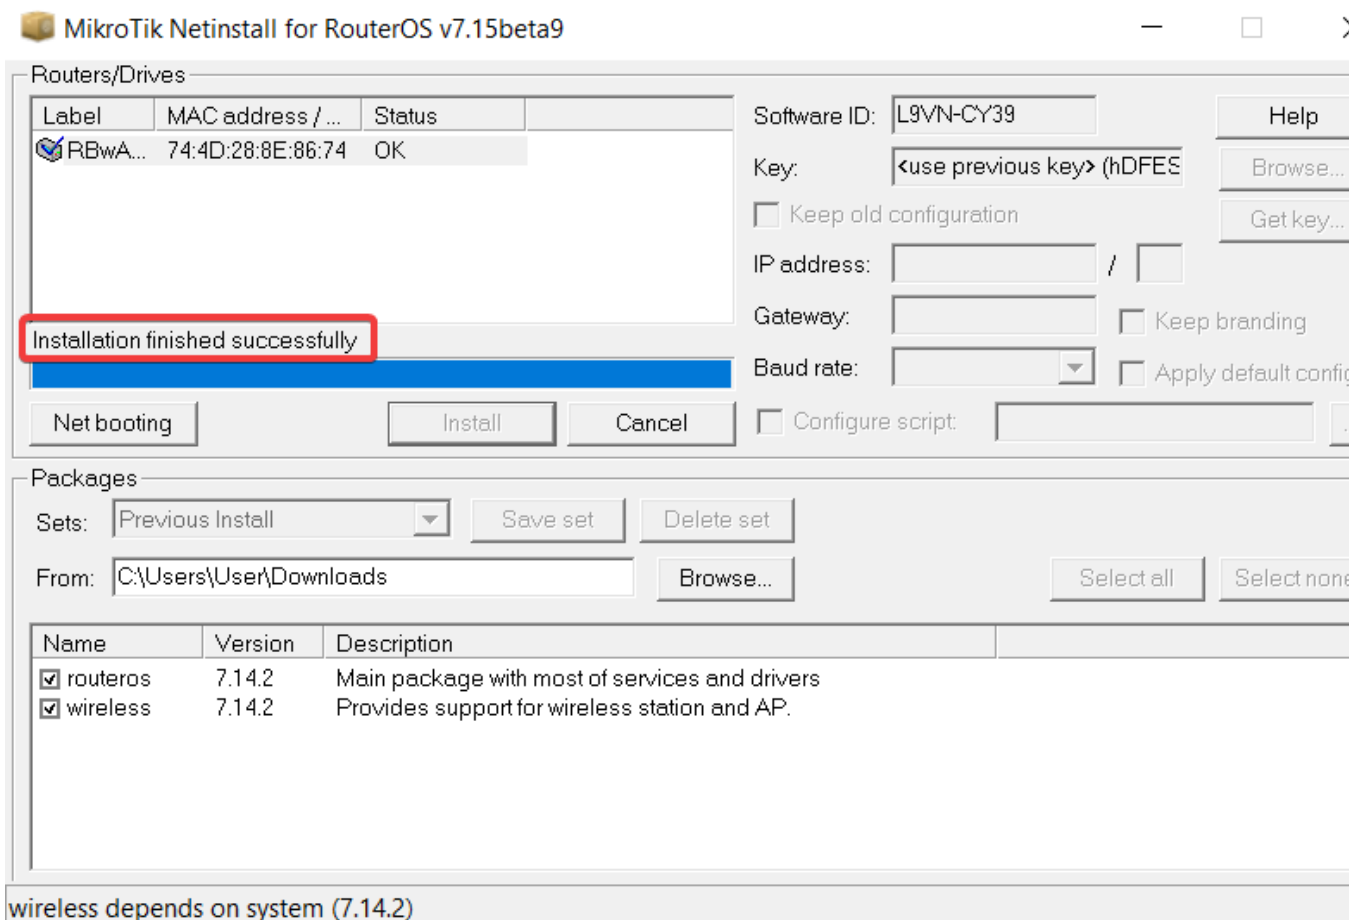 MikroTik Netinstall for RouterOS v7.15beta9
Routers/Drives
Label MAC address / ... Status
RBwA... 74:4D:28:8E:86:74 OK
Installation finished successfully
Net booting Install Cancel
Software ID: L9VN-CY39 Help
Key: <use previous key> (hDFES Browse...
Keep old configuration Get key...
IP address: /
Gateway: Keep branding
Baud rate: Apply default config
Configure script:
Packages
Sets: Previous Install Save set Delete set
From: C:\Users\User\Downloads Browse... Select all Select none
Name Version Description
routeros 7.14.2 Main package with most of services and drivers
wireless 7.14.2 Provides support for wireless station and AP.
wireless depends on system (7.14.2)